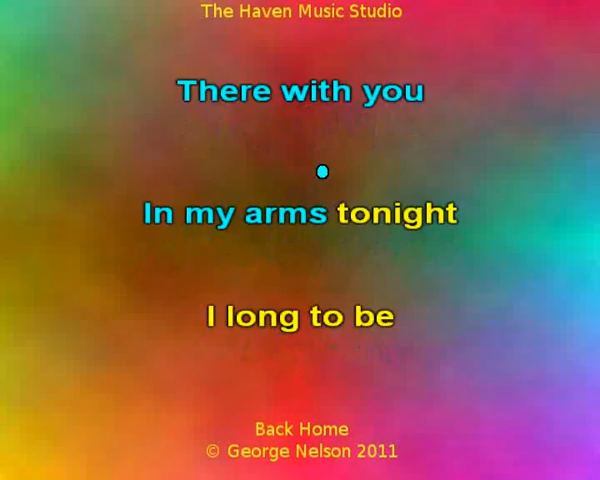 The Haven Music Studio
There with you
In my arms tonight
I long to be
Back Home
© George Nelson 2011